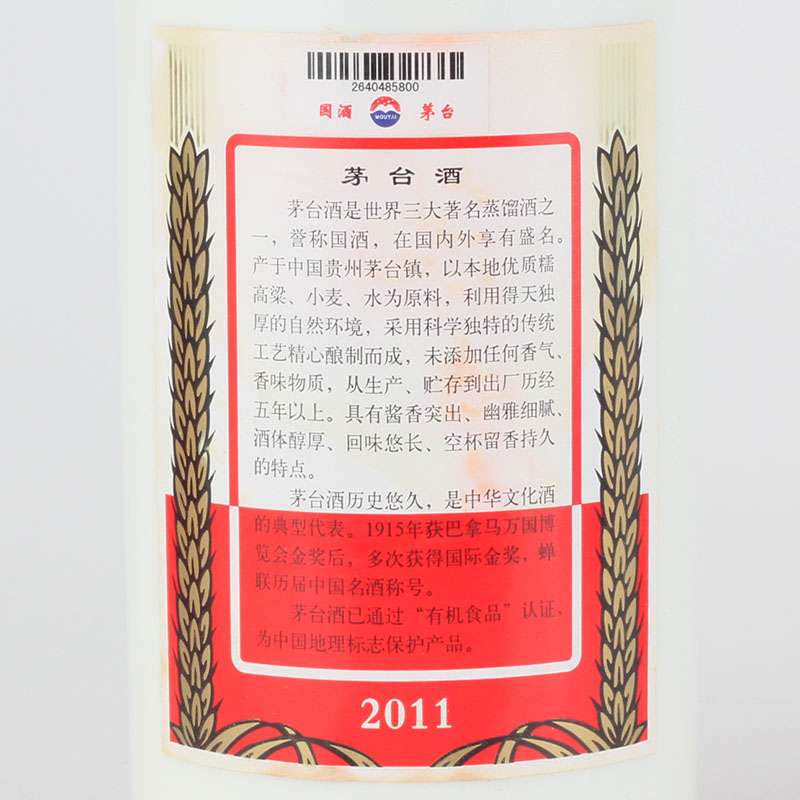 2640485800
国酒 MOUTAI 茅台
茅台酒
茅台酒是世界三大著名蒸馏酒之
一，誉称国酒，在国内外享有盛名。
产于中国贵州茅台镇，以本地优质糯
高粱、小麦、水为原料，利用得天独
厚的自然环境，采用科学独特的传统
工艺精心酿制而成，未添加任何香气、
香味物质，从生产、贮存到出厂历经
五年以上。具有酱香突出、幽雅细腻、
酒体醇厚、回味悠长、空杯留香持久
的特点。
茅台酒历史悠久，是中华文化酒
的典型代表。1915年获巴拿马万国博
览会金奖后，多次获得国际金奖，蝉
联历届中国名酒称号。
茅台酒已通过“有机食品”认证，
为中国地理标志保护产品。
2011